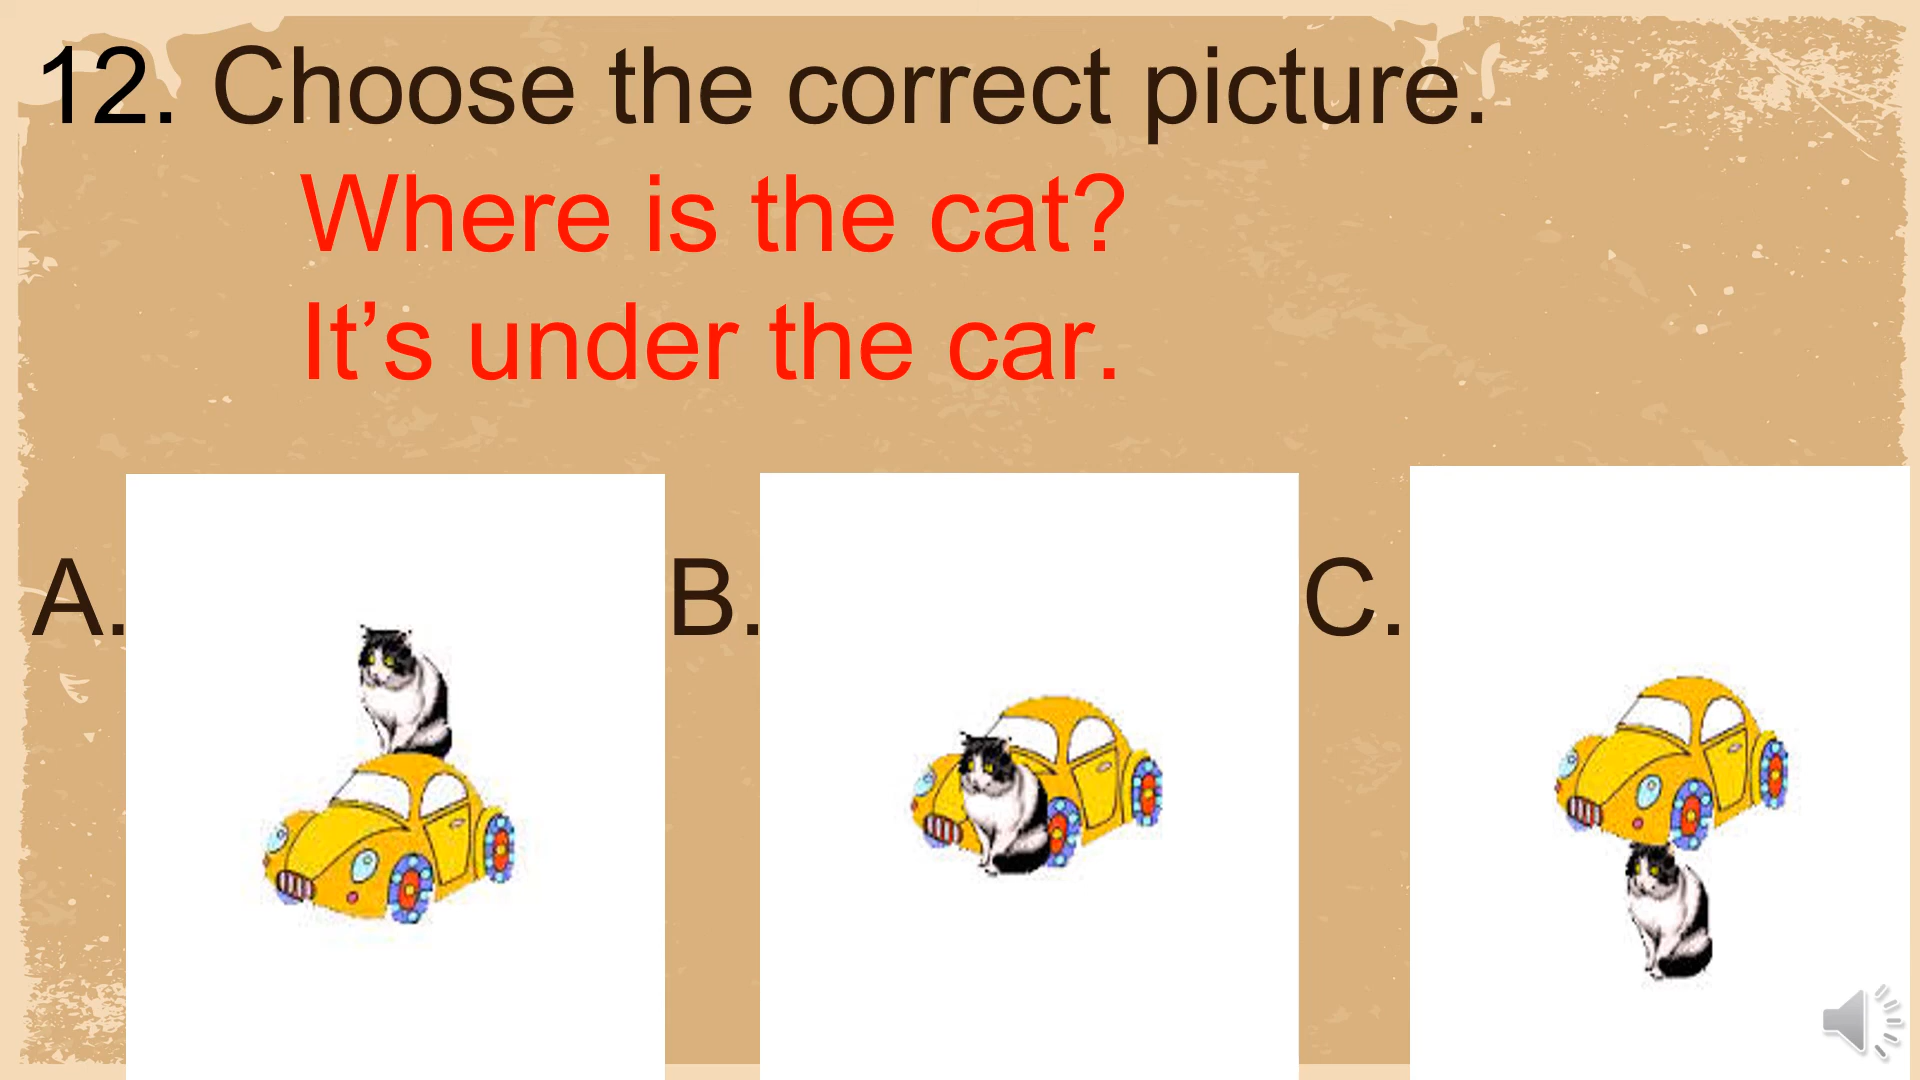 12. Choose the correct picture.
Where is the cat?
It’s under the car.
A. B. C.